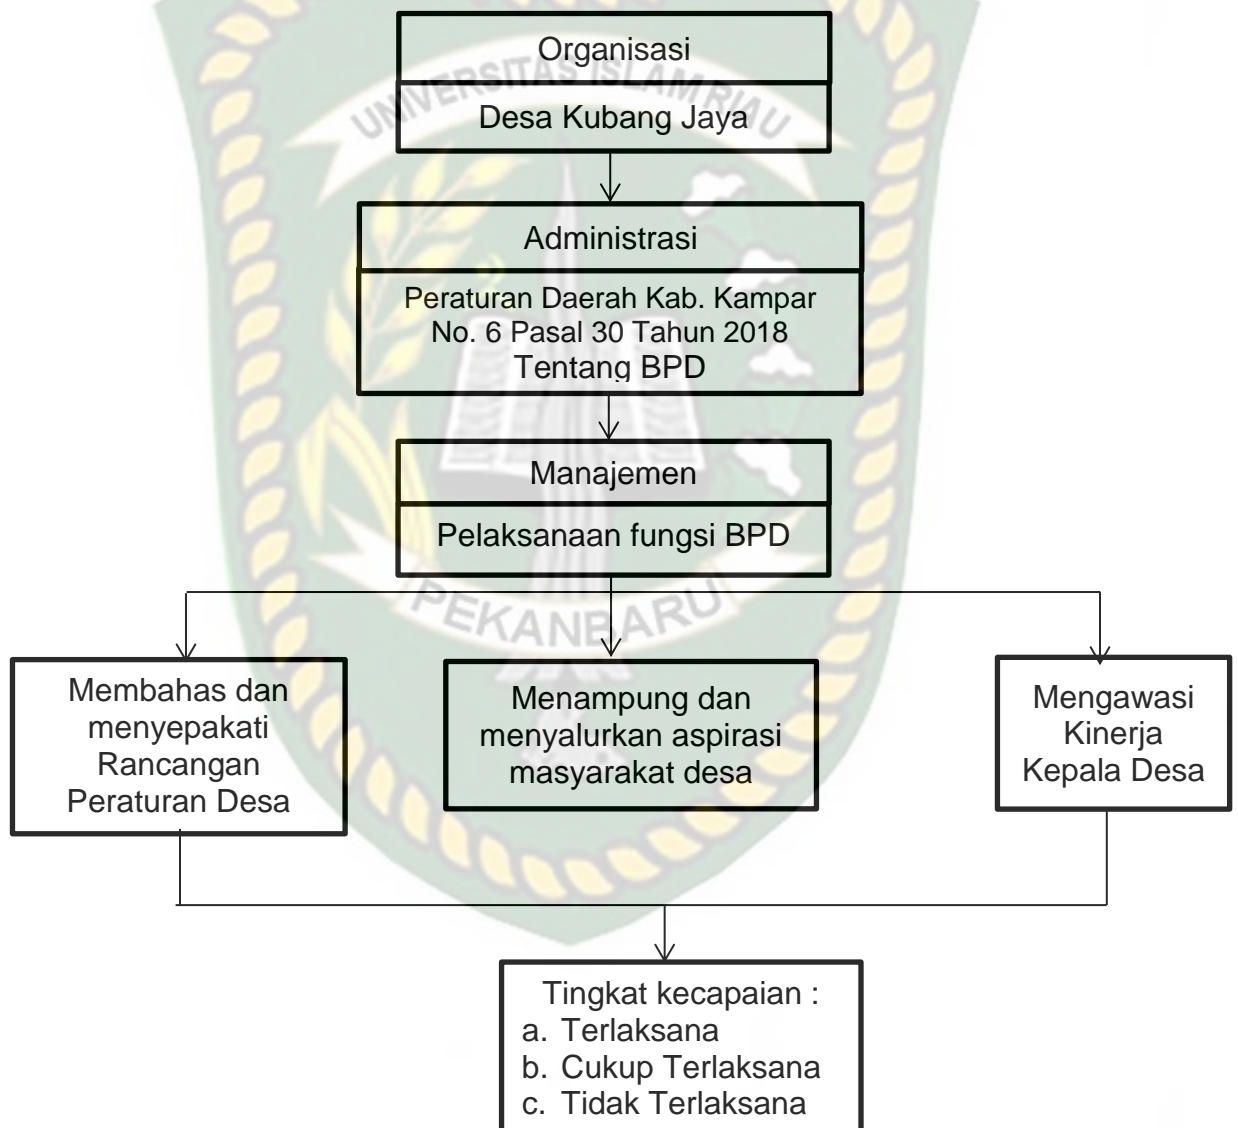 Organisasi
UNIVERSITAS ISLAM RIAU
Desa Kubang Jaya
Administrasi
Peraturan Daerah Kab. Kampar
No. 6 Pasal 30 Tahun 2018
Tentang BPD
Manajemen
Pelaksanaan fungsi BPD
PEKANBARU
Membahas dan
menyepakati
Rancangan
Peraturan Desa
Menampung dan
menyalurkan aspirasi
masyarakat desa
Mengawasi
Kinerja
Kepala Desa
Tingkat kecapaian :
a. Terlaksana
b. Cukup Terlaksana
c. Tidak Terlaksana